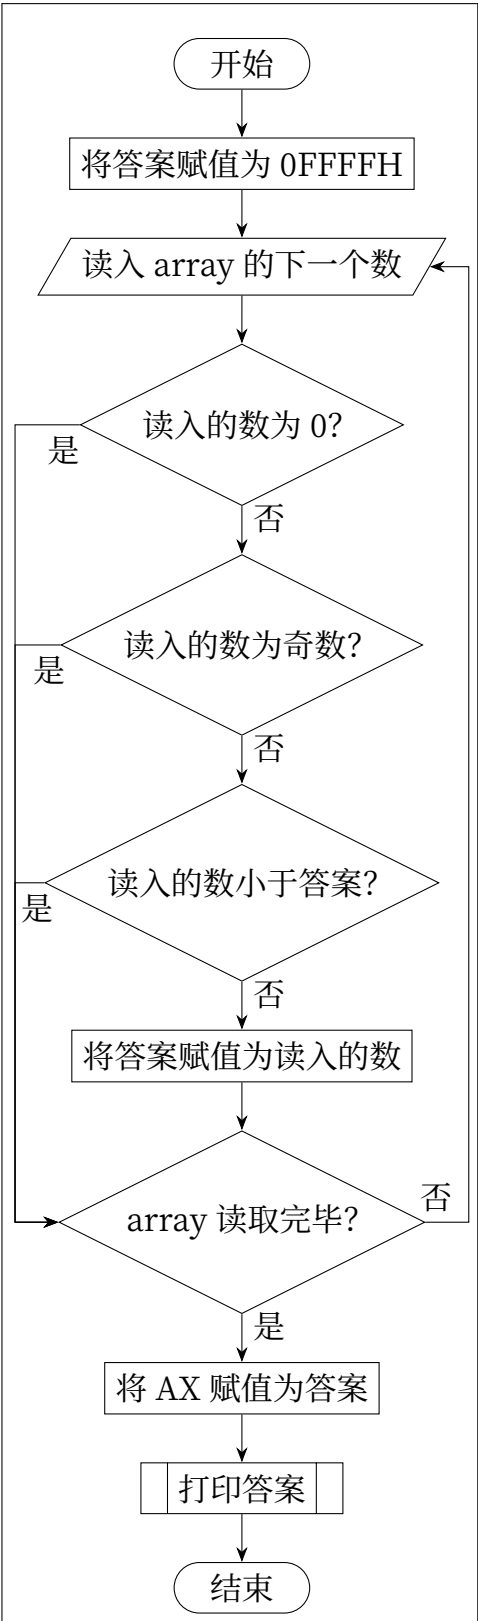 开始
将答案赋值为 0FFFFH
读入 array 的下一个数
读入的数为 0?
是
否
读入的数为奇数?
是
否
读入的数小于答案?
是
否
将答案赋值为读入的数
array 读取完毕?
否
是
将 AX 赋值为答案
打印答案
结束